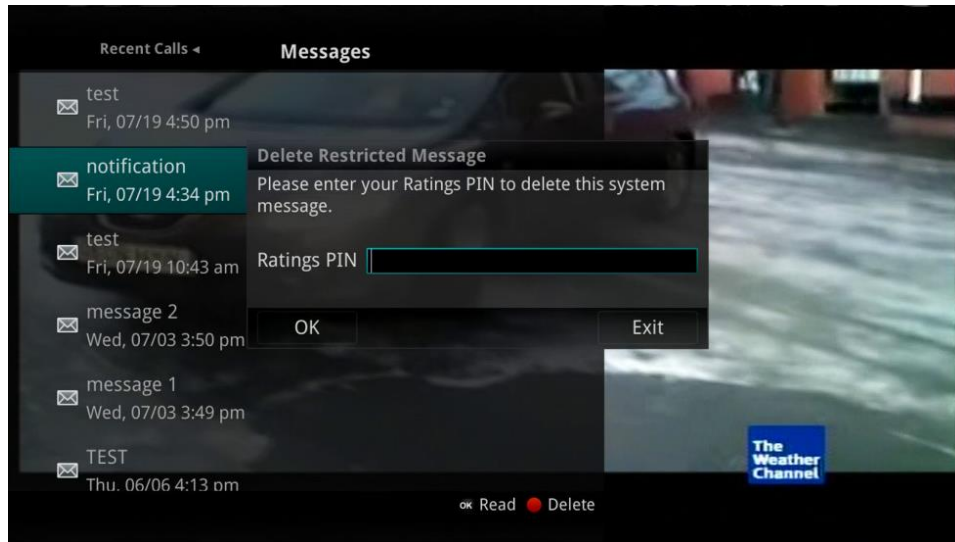 Recent Calls ◂ Messages
test
Fri, 07/19 4:50 pm
notification
Fri, 07/19 4:34 pm
test
Fri, 07/19 10:43 am
message 2
Wed, 07/03 3:50 pm
message 1
Wed, 07/03 3:49 pm
TEST
Thu, 06/06 4:13 pm
Delete Restricted Message
Please enter your Ratings PIN to delete this system
message.
Ratings PIN
OK Exit
The
Weather
Channel
OK Read Delete